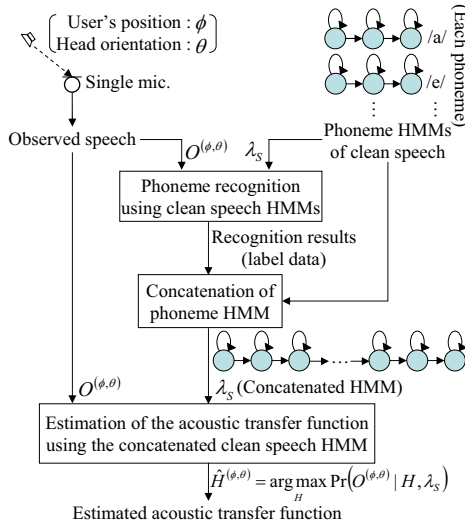 User's position : ϕ
Head orientation : θ
Single mic.
(Each phoneme)
/a/
/e/
⋮ ⋮
Phoneme HMMs
of clean speech
Observed speech
O^(ϕ,θ)
λ_S
Phoneme recognition
using clean speech HMMs
Recognition results
(label data)
Concatenation of
phoneme HMM
...
λ_S (Concatenated HMM)
O^(ϕ,θ)
Estimation of the acoustic transfer function
using the concatenated clean speech HMM
Ĥ^(ϕ,θ) = arg max_H Pr(O^(ϕ,θ) | H, λ_S)
Estimated acoustic transfer function